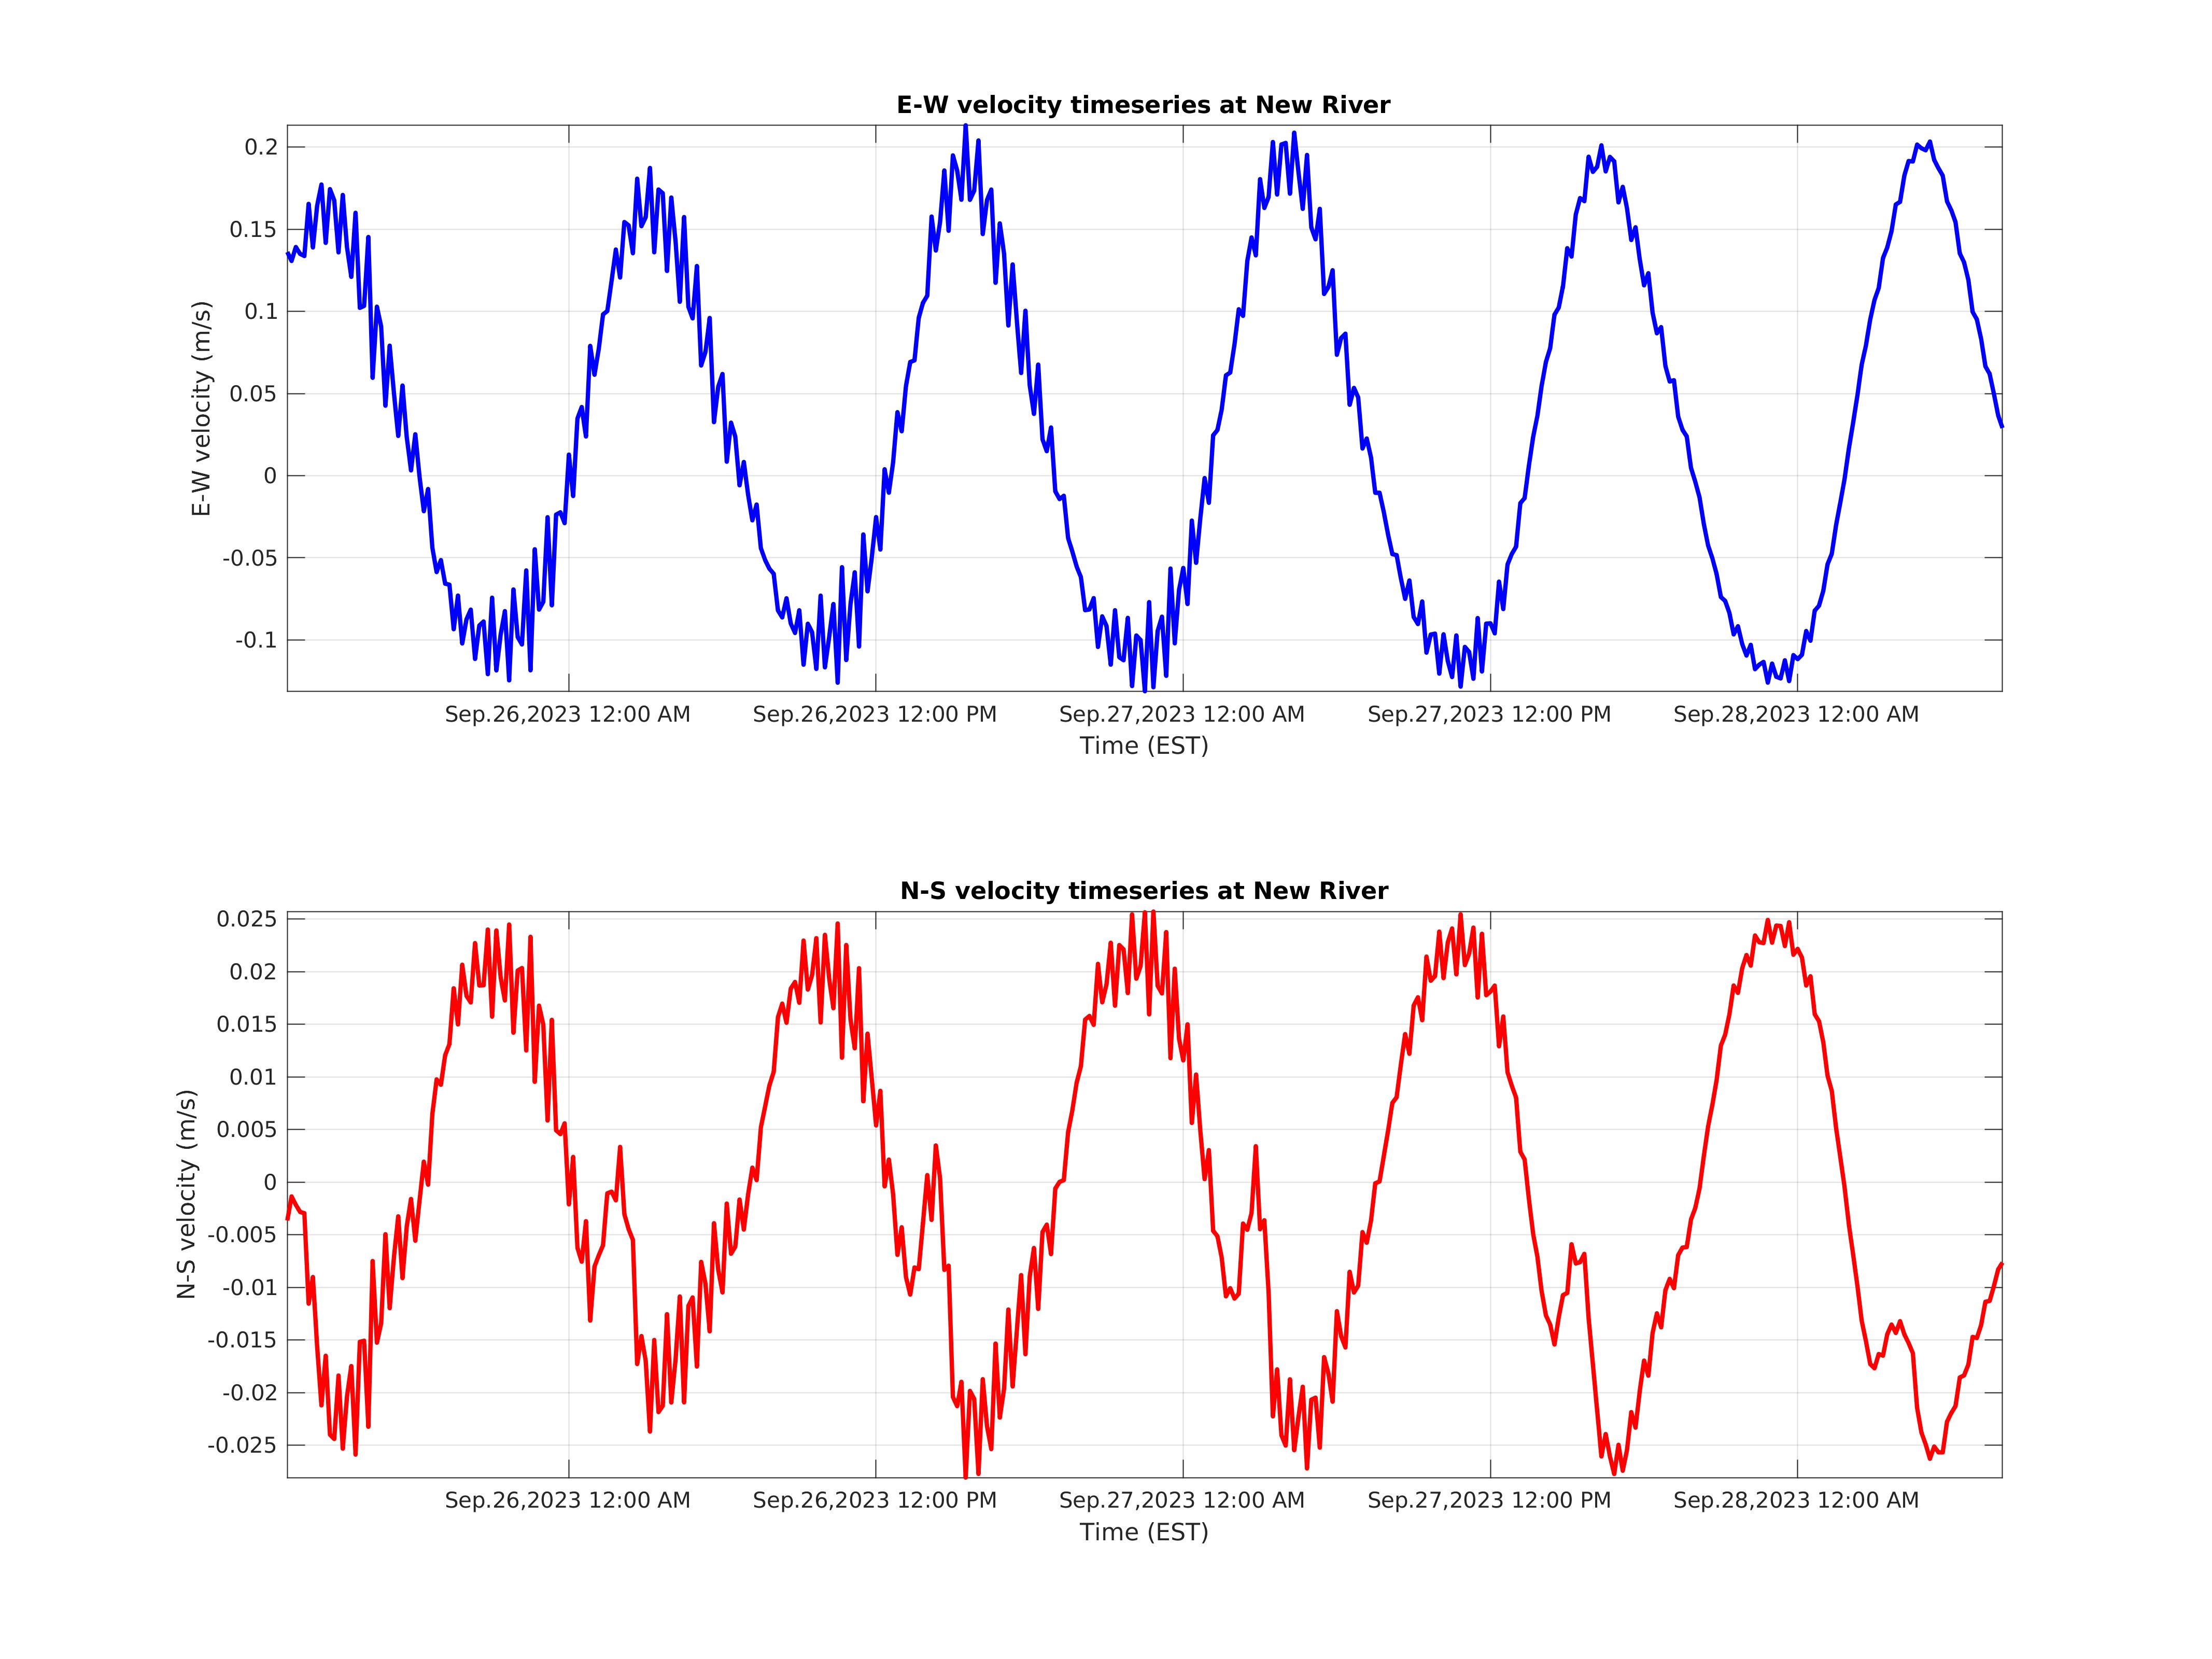 E-W velocity timeseries at New River
0.2
0.15
0.1
0.05
0
-0.05
-0.1
E-W velocity (m/s)
Sep.26,2023 12:00 AM Sep.26,2023 12:00 PM Sep.27,2023 12:00 AM Sep.27,2023 12:00 PM Sep.28,2023 12:00 AM
Time (EST)
N-S velocity timeseries at New River
0.025
0.02
0.015
0.01
0.005
0
-0.005
-0.01
-0.015
-0.02
-0.025
N-S velocity (m/s)
Sep.26,2023 12:00 AM Sep.26,2023 12:00 PM Sep.27,2023 12:00 AM Sep.27,2023 12:00 PM Sep.28,2023 12:00 AM
Time (EST)